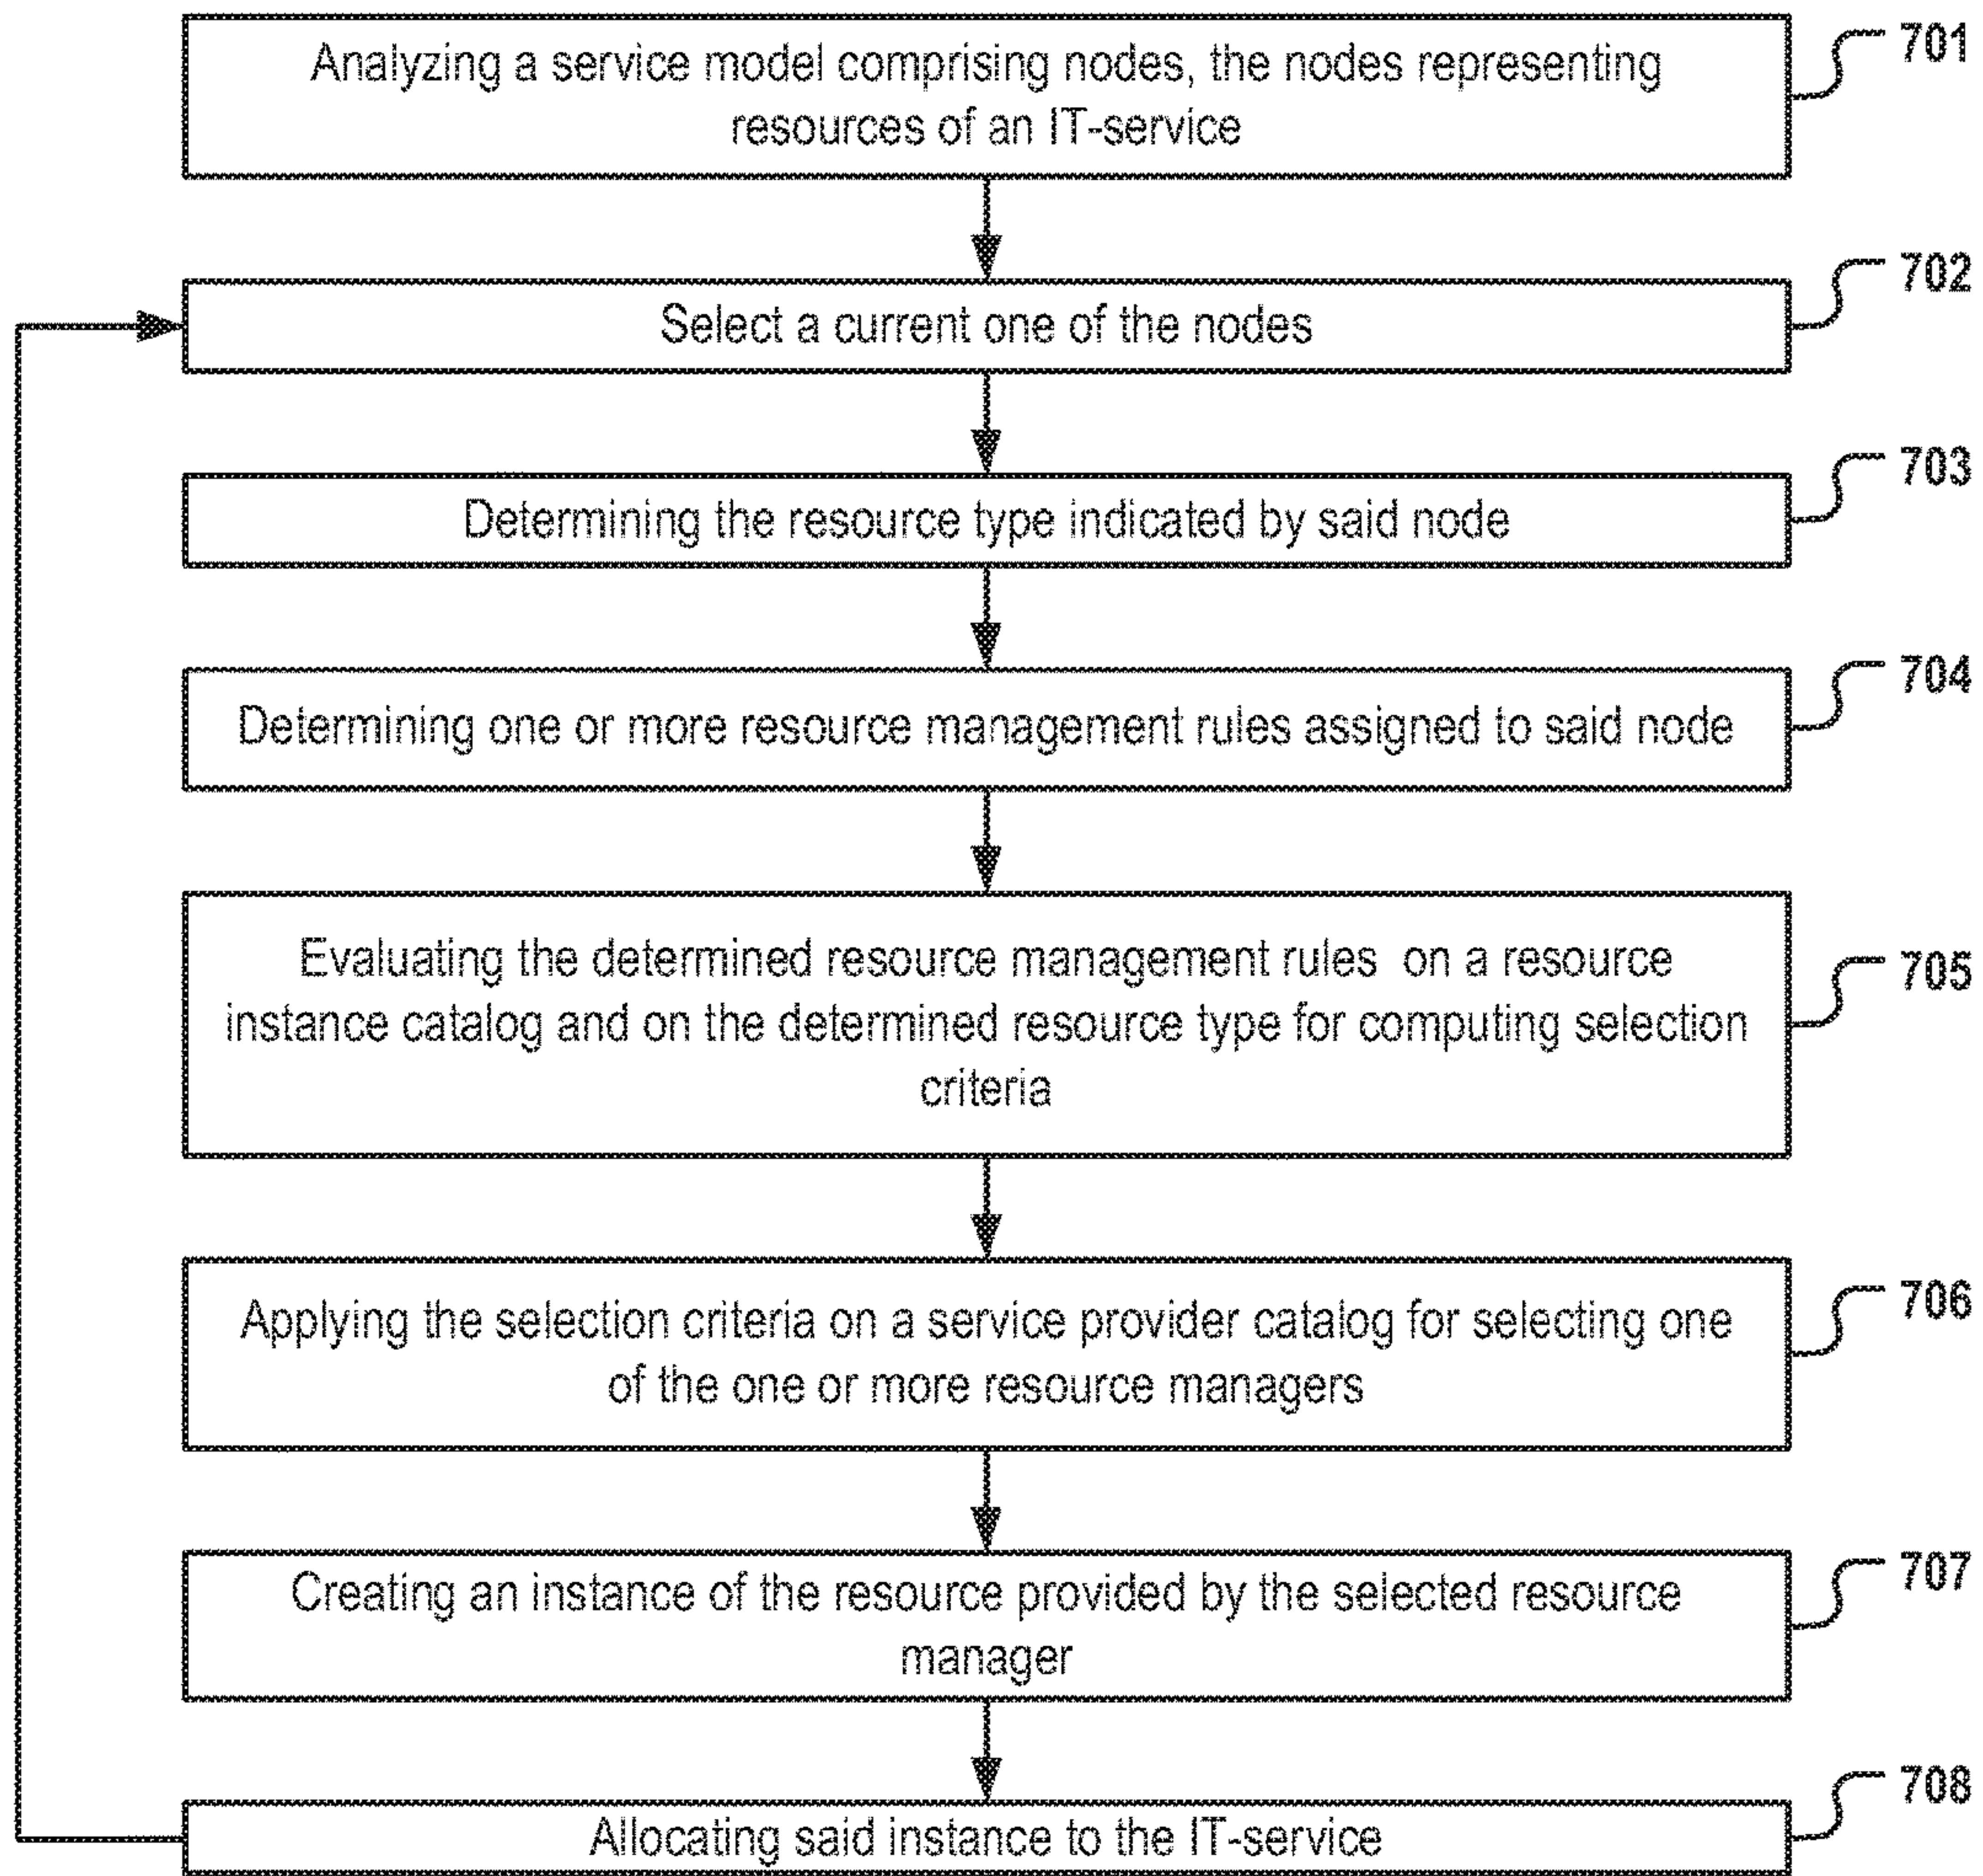 Analyzing a service model comprising nodes, the nodes representing
resources of an IT-service
701
Select a current one of the nodes
702
Determining the resource type indicated by said node
703
Determining one or more resource management rules assigned to said node
704
Evaluating the determined resource management rules on a resource
instance catalog and on the determined resource type for computing selection
criteria
705
Applying the selection criteria on a service provider catalog for selecting one
of the one or more resource managers
706
Creating an instance of the resource provided by the selected resource
manager
707
Allocating said instance to the IT-service
708